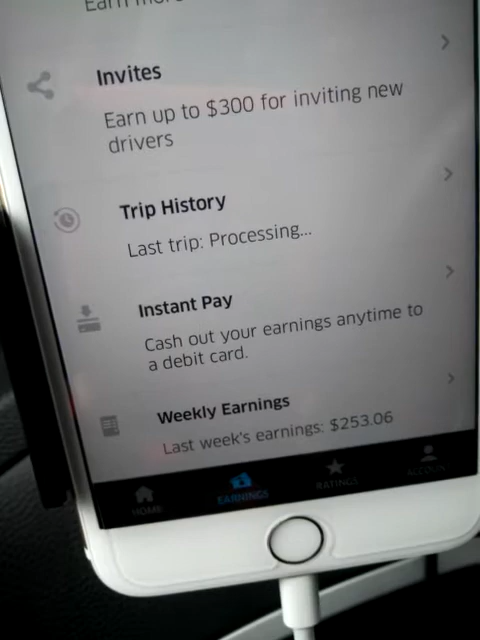 Earn more
Invites
Earn up to $300 for inviting new
drivers
Trip History
Last trip: Processing...
Instant Pay
Cash out your earnings anytime to
a debit card.
Weekly Earnings
Last week's earnings: $253.06
HOME
EARNINGS
RATINGS
ACCOUNT